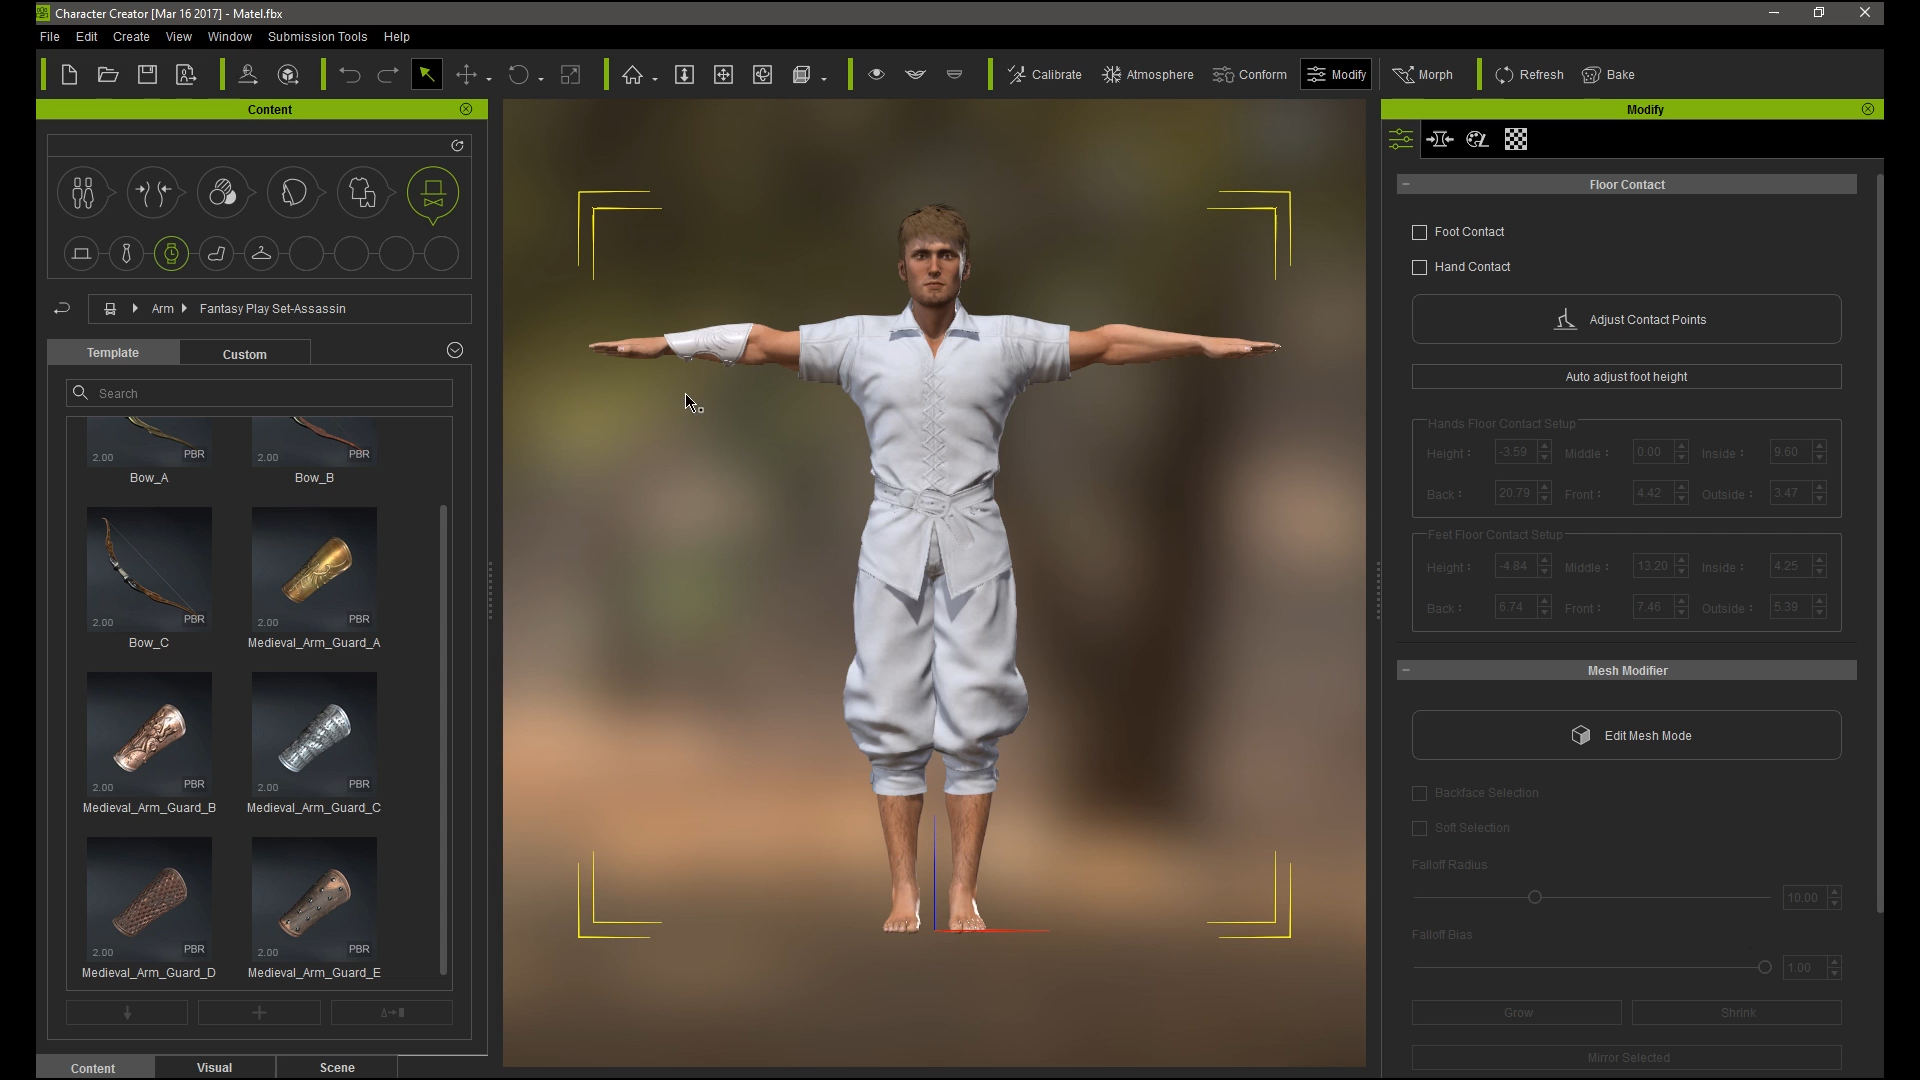 Character Creator [Mar 16 2017] - Matel.fbx
File Edit Create View Window Submission Tools Help
Calibrate Atmosphere Conform Modify Morph Refresh Bake
Content
Arm Fantasy Play Set-Assassin
Template Custom
Search
2.00 PBR 2.00 PBR
Bow_A Bow_B
2.00 PBR 2.00 PBR
Bow_C Medieval_Arm_Guard_A
2.00 PBR 2.00 PBR
Medieval_Arm_Guard_B Medieval_Arm_Guard_C
2.00 PBR 2.00 PBR
Medieval_Arm_Guard_D Medieval_Arm_Guard_E
Content Visual Scene
Modify
Floor Contact
Foot Contact
Hand Contact
Adjust Contact Points
Auto adjust foot height
Hands Floor Contact Setup
Height : -3.59 Middle : 0.00 Inside : 9.60
Back : 20.79 Front : 4.42 Outside : 3.47
Feet Floor Contact Setup
Height : -4.84 Middle : 13.20 Inside : 4.25
Back : 6.74 Front : 7.46 Outside : 5.39
Mesh Modifier
Edit Mesh Mode
Backface Selection
Soft Selection
Falloff Radius
10.00
Falloff Bias
1.00
Grow Shrink
Mirror Selected